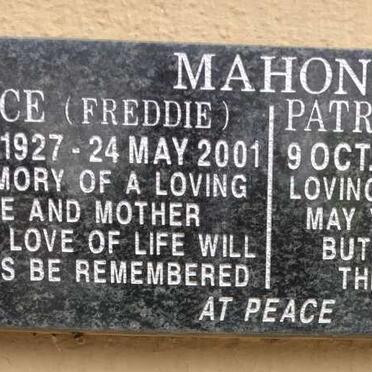 MAHON
CE (FREDDIE)
1927 - 24 MAY 2001
MORY OF A LOVING
E AND MOTHER
LOVE OF LIFE WILL
S BE REMEMBERED
PATR
9 OCT.
LOVING
MAY
BUT
TH
AT PEACE